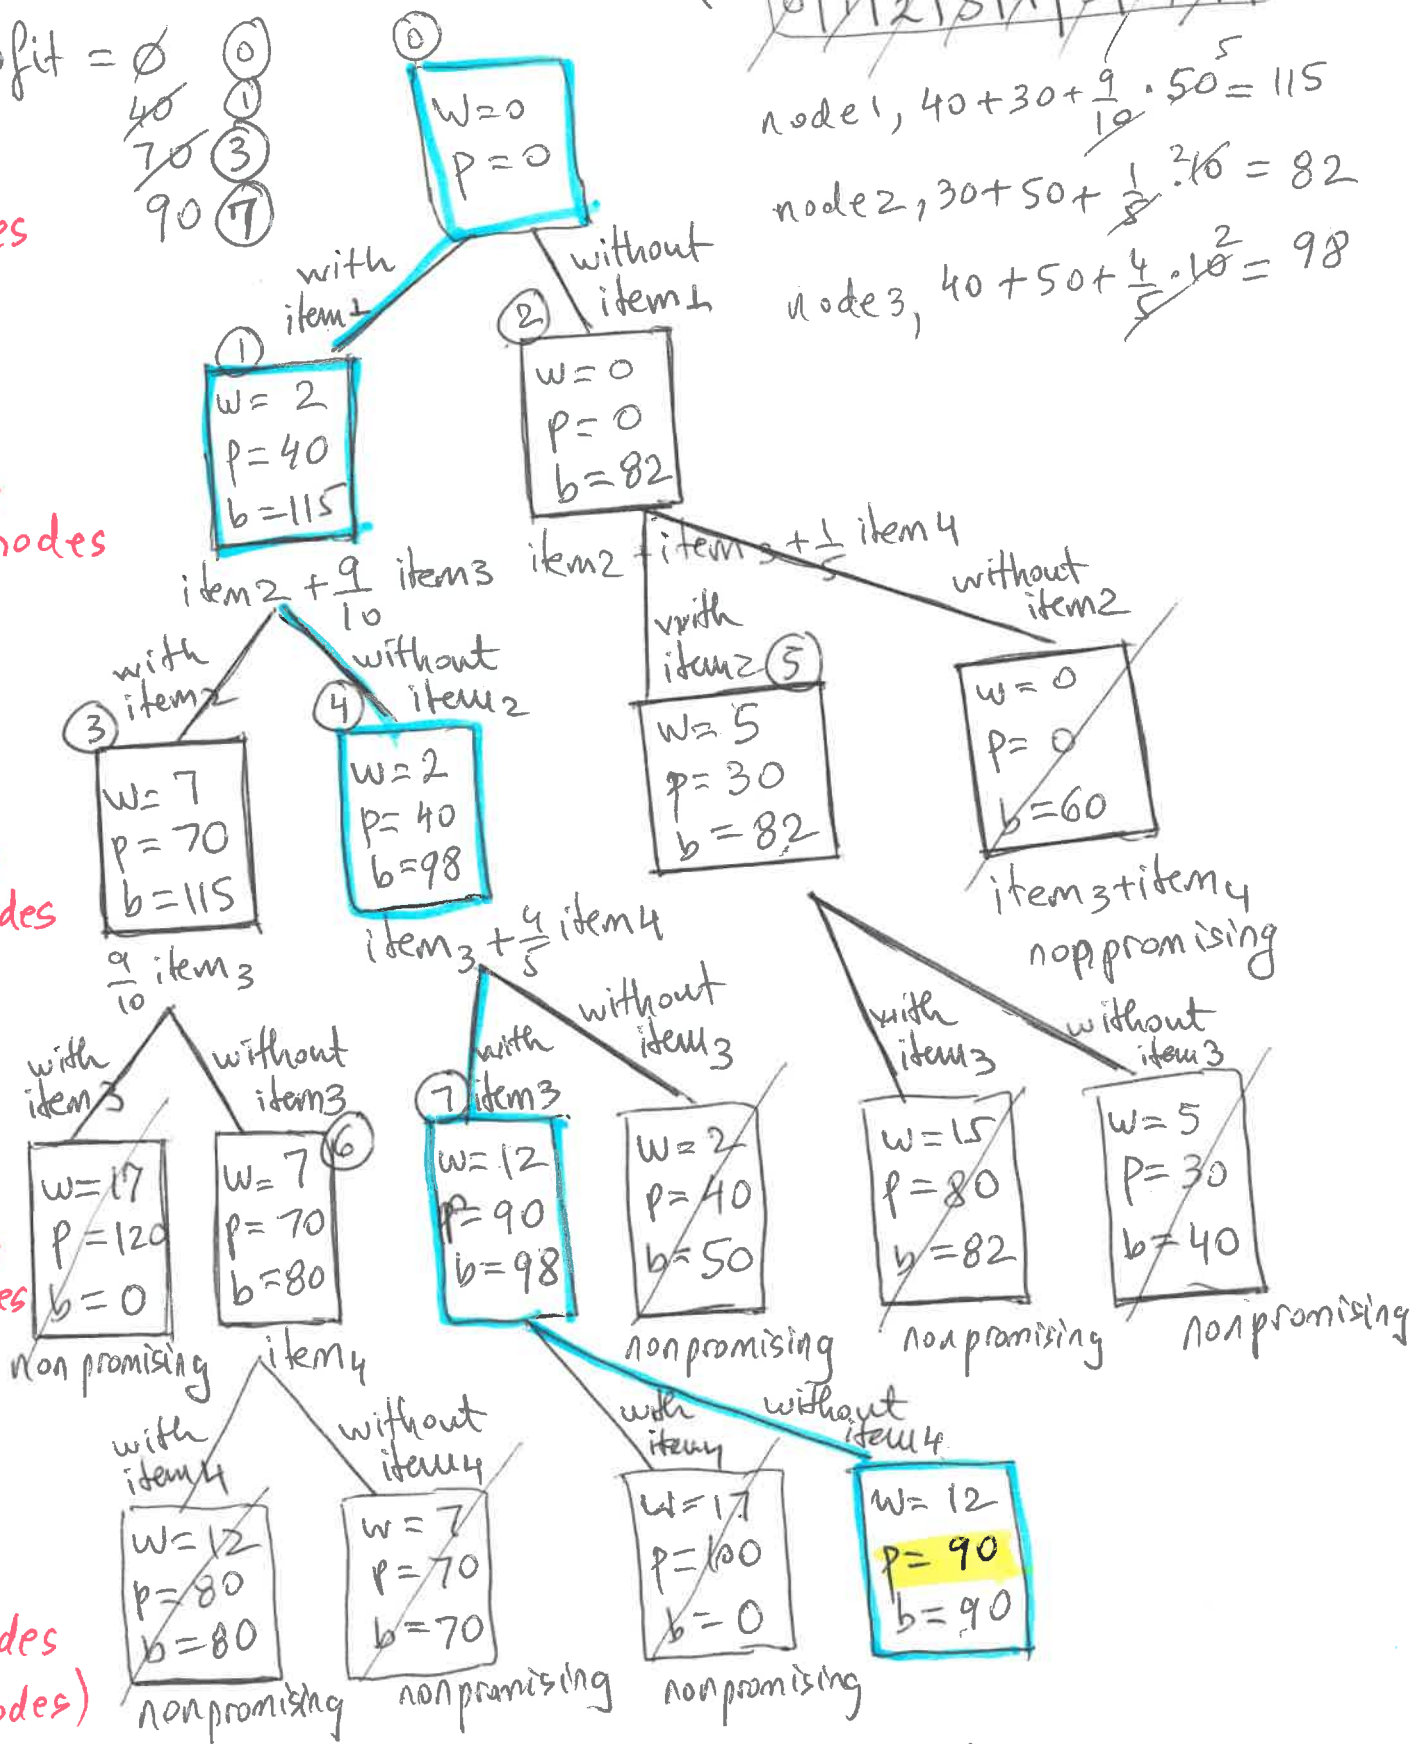 fit = 0 (0)
40 (1)
70 (3)
90 (7)
node1, 40+30+9/10 · 50 5 = 115
node2, 30+50+1/5 · 10 2 = 82
node3, 40+50+4/5 · 10 2 = 98
(0)
W=0
P=0
es
with item1
without item1
(1)
w= 2
p=40
b=115
(2)
w=0
p=0
b=82
nodes
item2 + 9/10 item3
item2 + item3 + 1/5 item4
with item2
without item2
with item2
without item2
(3)
w=7
p=70
b=115
(4)
w=2
p=40
b=98
(5)
w=5
p=30
b=82
w=0
p=0
b=60
des
9/10 item3
item3 + 4/5 item4
item3+item4
nonpromising
with item3
without item3
with item3
without item3
with item3
without item3
w=17
p=120
b=0
(6)
w=7
p=70
b=80
(7)
w=12
p=90
b=98
w=2
p=40
b=50
w=15
p=80
b=82
w=5
p=30
b=40
es
nonpromising
item4
nonpromising
nonpromising
nonpromising
with item4
without item4
with item4
without item4
w=12
p=80
b=80
w=7
p=70
b=70
w=17
p=100
b=0
w=12
p=90
b=90
des
odes)
nonpromising
nonpromising
nonpromising